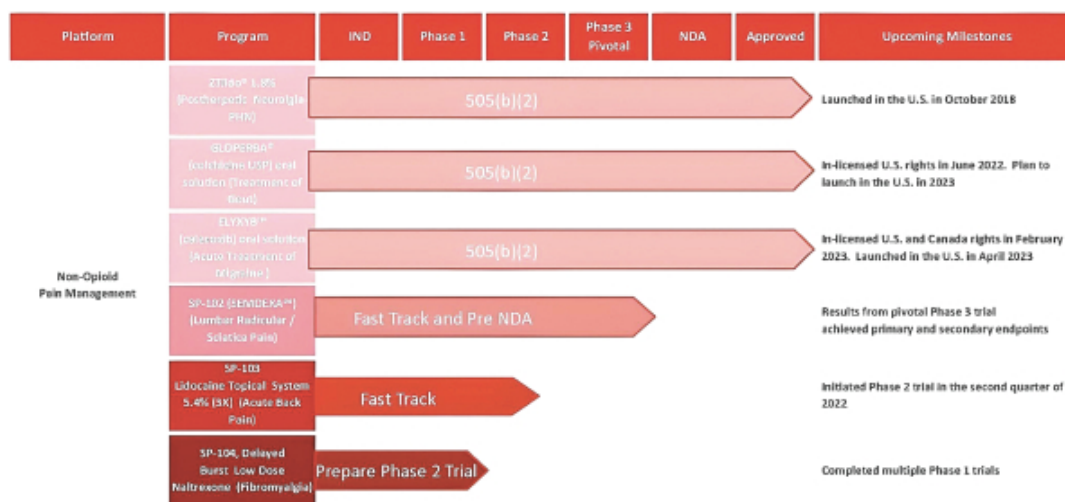 Platform
Program
IND
Phase 1
Phase 2
Phase 3
Pivotal
NDA
Approved
Upcoming Milestones
Non-Opioid
Pain Management
ZTlido® 1.8%
(Postherpetic Neuralgia
PHN)
505(b)(2)
Launched in the U.S. in October 2018
GLOPERBA®
(colchicine USP) oral
solution (Treatment of
Gout)
505(b)(2)
In-licensed U.S. rights in June 2022. Plan to
launch in the U.S. in 2023
ELYXYB™
(celecoxib) oral solution
(Acute Treatment of
Migraine )
505(b)(2)
In-licensed U.S. and Canada rights in February
2023. Launched in the U.S. in April 2023
SP-102 (SEMDEXA™)
(Lumbar Radicular /
Sciatica Pain)
Fast Track and Pre NDA
Results from pivotal Phase 3 trial
achieved primary and secondary endpoints
SP-103
Lidocaine Topical System
5.4% (3X) (Acute Back
Pain)
Fast Track
Initiated Phase 2 trial in the second quarter of
2022
SP-104, Delayed
Burst Low Dose
Naltrexone (Fibromyalgia)
Prepare Phase 2 Trial
Completed multiple Phase 1 trials